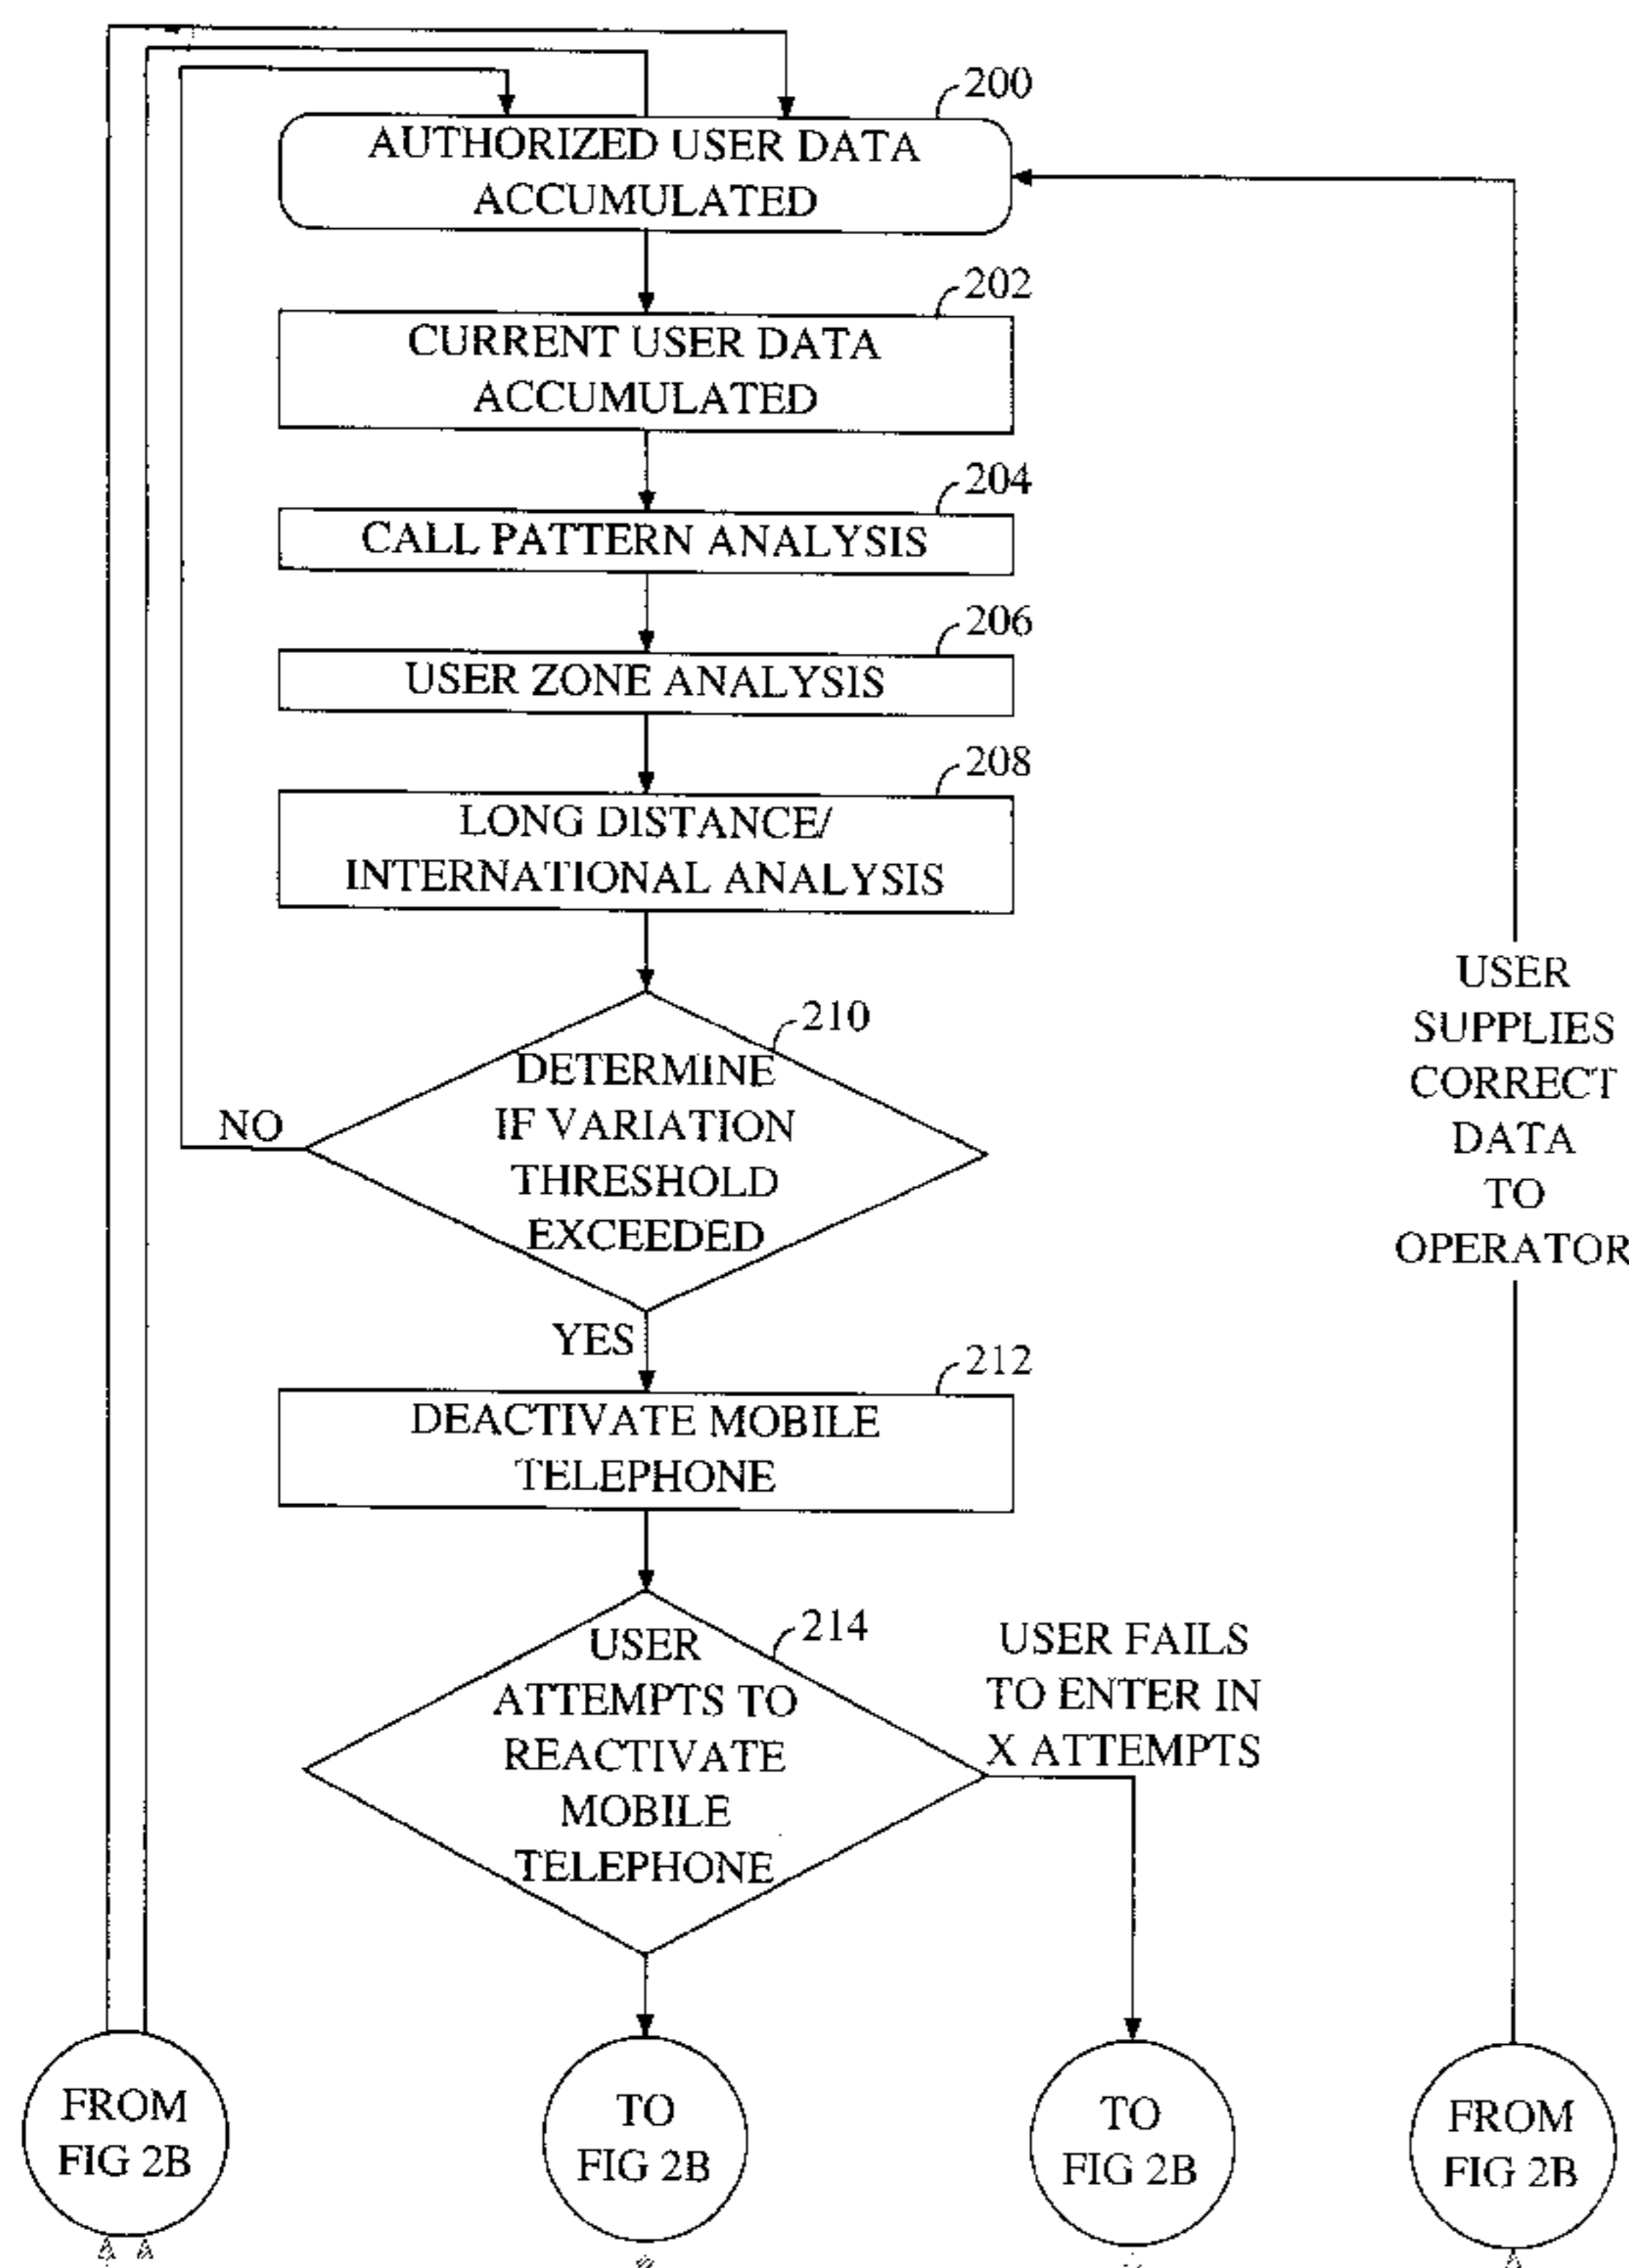 200
AUTHORIZED USER DATA
ACCUMULATED
202
CURRENT USER DATA
ACCUMULATED
204
CALL PATTERN ANALYSIS
206
USER ZONE ANALYSIS
208
LONG DISTANCE/
INTERNATIONAL ANALYSIS
210
DETERMINE
IF VARIATION
THRESHOLD
EXCEEDED
NO
YES
USER
SUPPLIES
CORRECT
DATA
TO
OPERATOR
212
DEACTIVATE MOBILE
TELEPHONE
214
USER
ATTEMPTS TO
REACTIVATE
MOBILE
TELEPHONE
USER FAILS
TO ENTER IN
X ATTEMPTS
FROM
FIG 2B
TO
FIG 2B
TO
FIG 2B
FROM
FIG 2B